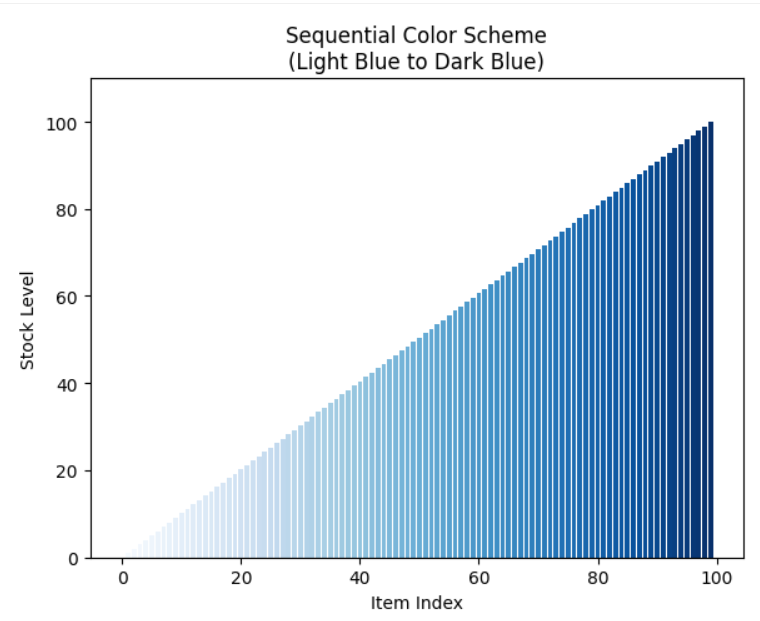 Sequential Color Scheme
(Light Blue to Dark Blue)
100
80
60
40
20
0
Stock Level
0 20 40 60 80 100
Item Index